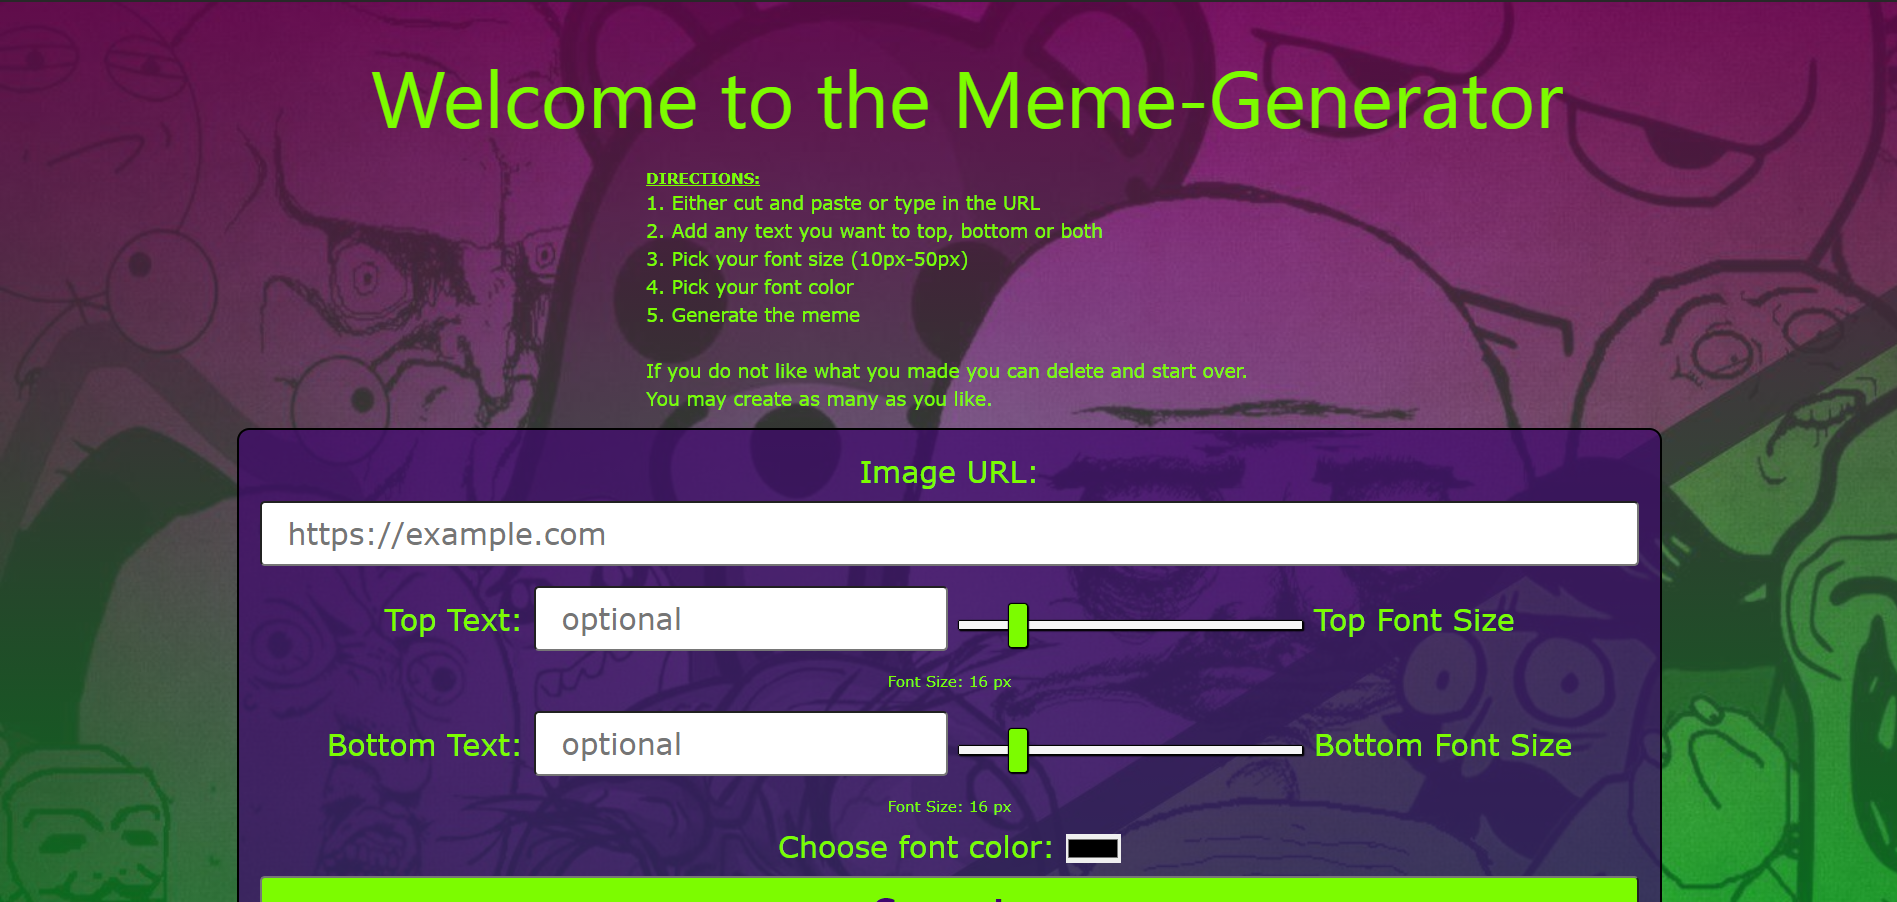 Welcome to the Meme-Generator
DIRECTIONS:
1. Either cut and paste or type in the URL
2. Add any text you want to top, bottom or both
3. Pick your font size (10px-50px)
4. Pick your font color
5. Generate the meme
If you do not like what you made you can delete and start over.
You may create as many as you like.
Image URL:
https://example.com
Top Text: optional Top Font Size
Font Size: 16 px
Bottom Text: optional Bottom Font Size
Font Size: 16 px
Choose font color: